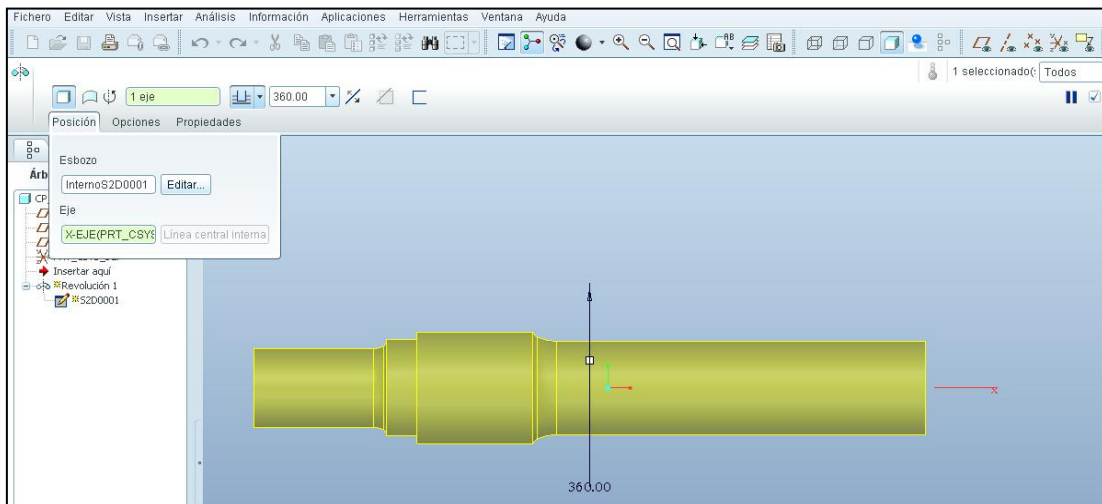 Fichero Editar Vista Insertar Análisis Información Aplicaciones Herramientas Ventana Ayuda
1 seleccionado(: Todos
1 eje 360.00
Posición Opciones Propiedades
Esbozo
InternoS2D0001 Editar...
Árb
CP
Eje
X-EJE(PRT_CSYS Línea central interna
Insertar aquí
Revolución 1
S2D0001
x
360.00